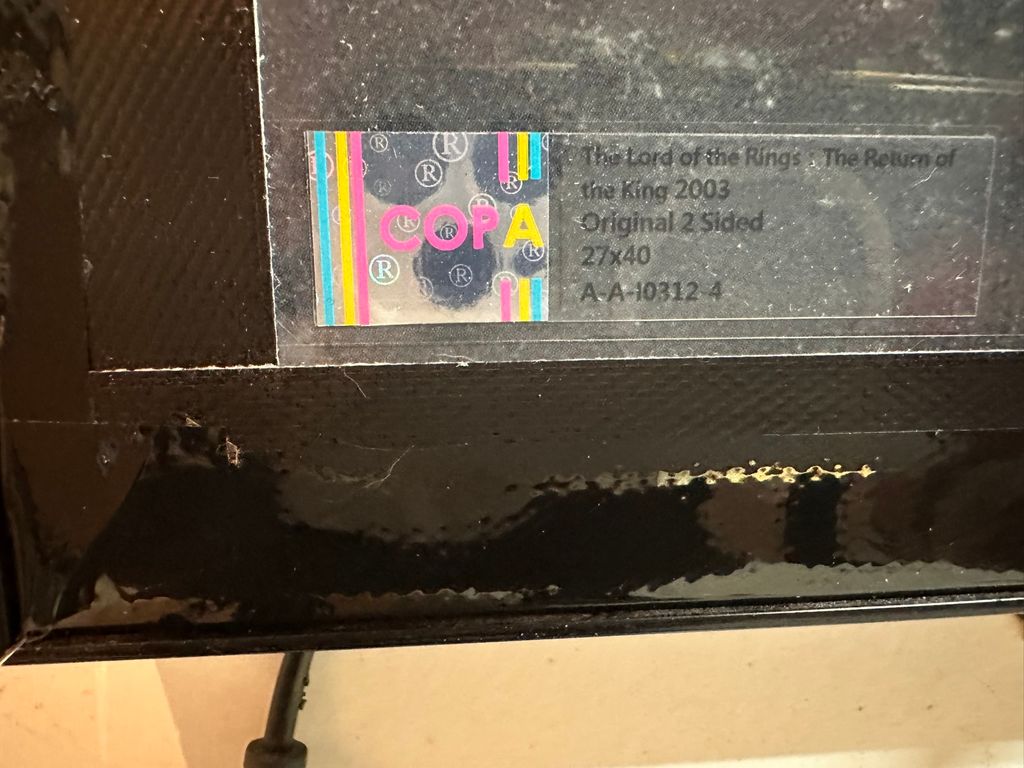 COPA
The Lord of the Rings : The Return of
the King 2003
Original 2 Sided
27x40
A-A-I0312-4